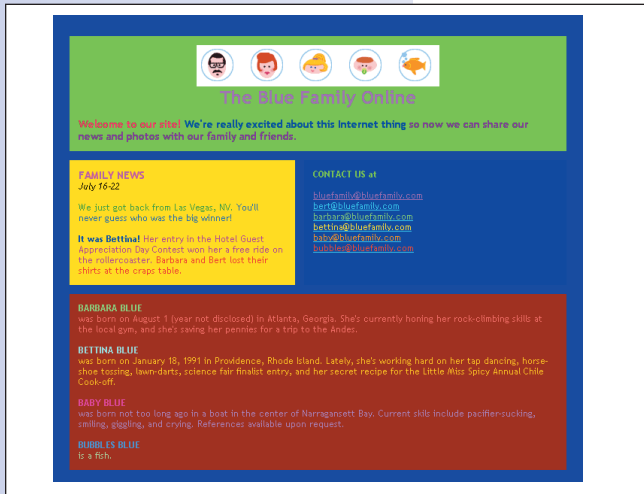 The Blue Family Online
Welcome to our site! We're really excited about this Internet thing so now we can share our
news and photos with our family and friends.
FAMILY NEWS
July 16-22
We just got back from Las Vegas, NV. You'll
never guess who was the big winner!
It was Bettina! Her entry in the Hotel Guest
Appreciation Day Contest won her a free ride on
the rollercoaster. Barbara and Bert lost their
shirts at the craps table.
CONTACT US at
bluefamily@bluefamily.com
bert@bluefamily.com
barbara@bluefamily.com
bettina@bluefamily.com
baby@bluefamily.com
bubbles@bluefamily.com
BARBARA BLUE
was born on August 1 (year not disclosed) in Atlanta, Georgia. She's currently honing her rock-climbing skills at
the local gym, and she's saving her pennies for a trip to the Andes.
BETTINA BLUE
was born on January 18, 1991 in Providence, Rhode Island. Lately, she's working hard on her tap dancing, horse-
shoe tossing, lawn-darts, science fair finalist entry, and her secret recipe for the Little Miss Spicy Annual Chile
Cook-off.
BABY BLUE
was born not too long ago in a boat in the center of Narragansett Bay. Current skils include pacifier-sucking,
smiling, giggling, and crying. References available upon request.
BUBBLES BLUE
is a fish.